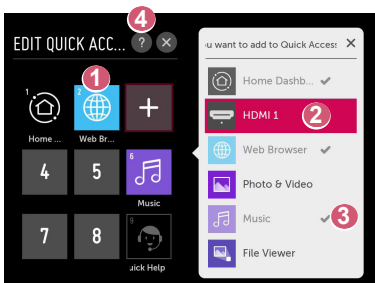 4
EDIT QUICK ACC... ? ×
1
1 Home ...
2 Web Br...
+
4
5
6 Music
7
8
9 uick Help
u want to add to Quick Access ×
Home Dashb... ✔
HDMI 1 2
Web Browser ✔
Photo & Video
Music ✔ 3
File Viewer